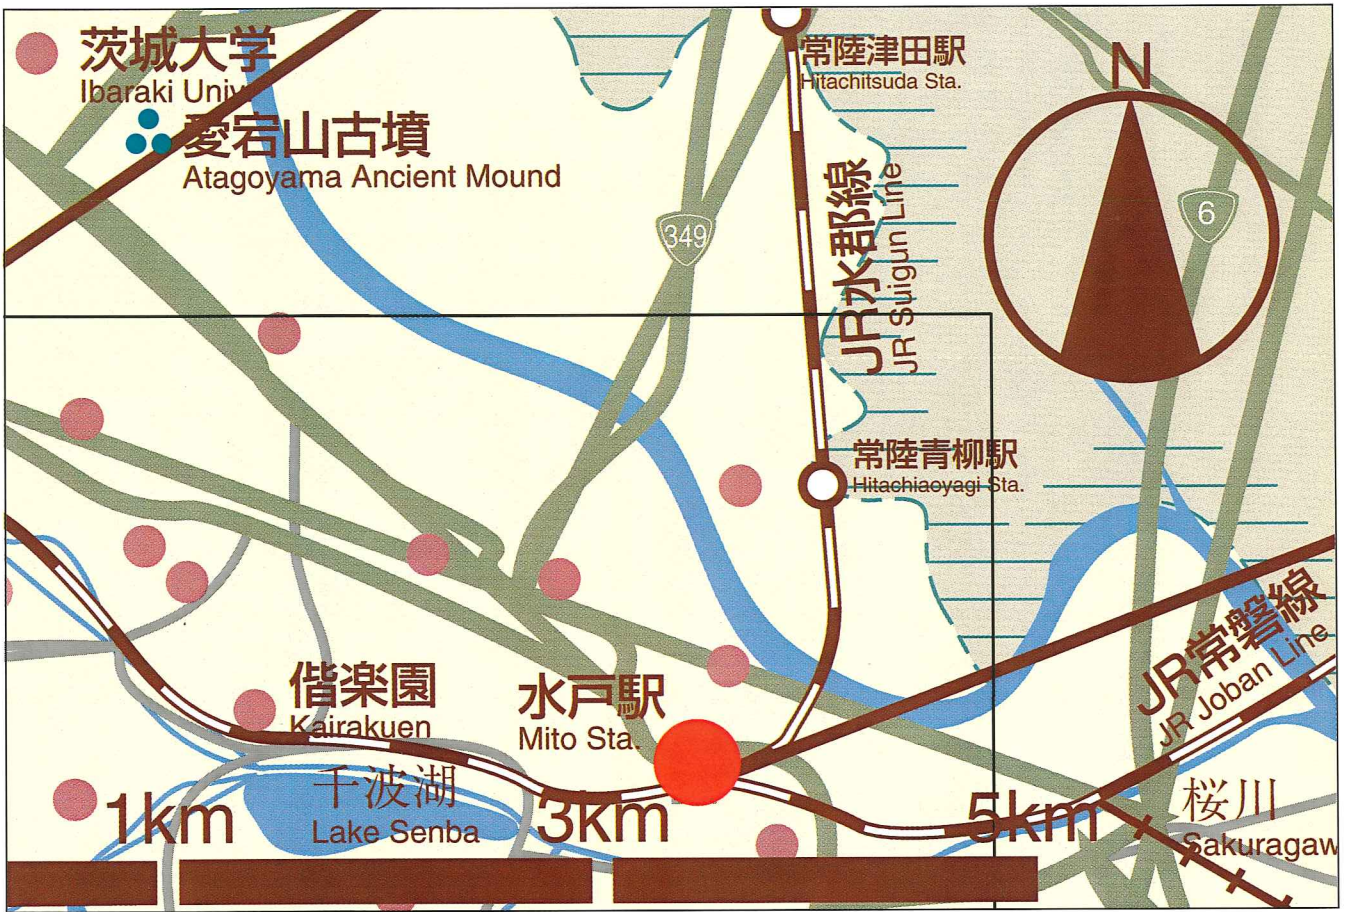 茨城大学
Ibaraki Univ.
愛宕山古墳
Atagoyama Ancient Mound
常陸津田駅
Hitachitsuda Sta.
N
349
6
JR水郡線
JR Suigun Line
常陸青柳駅
Hitachiaoyagi Sta.
JR常磐線
JR Joban Line
偕楽園
Kairakuen
水戸駅
Mito Sta.
千波湖
Lake Senba
桜川
Sakuragaw
1km
3km
5km